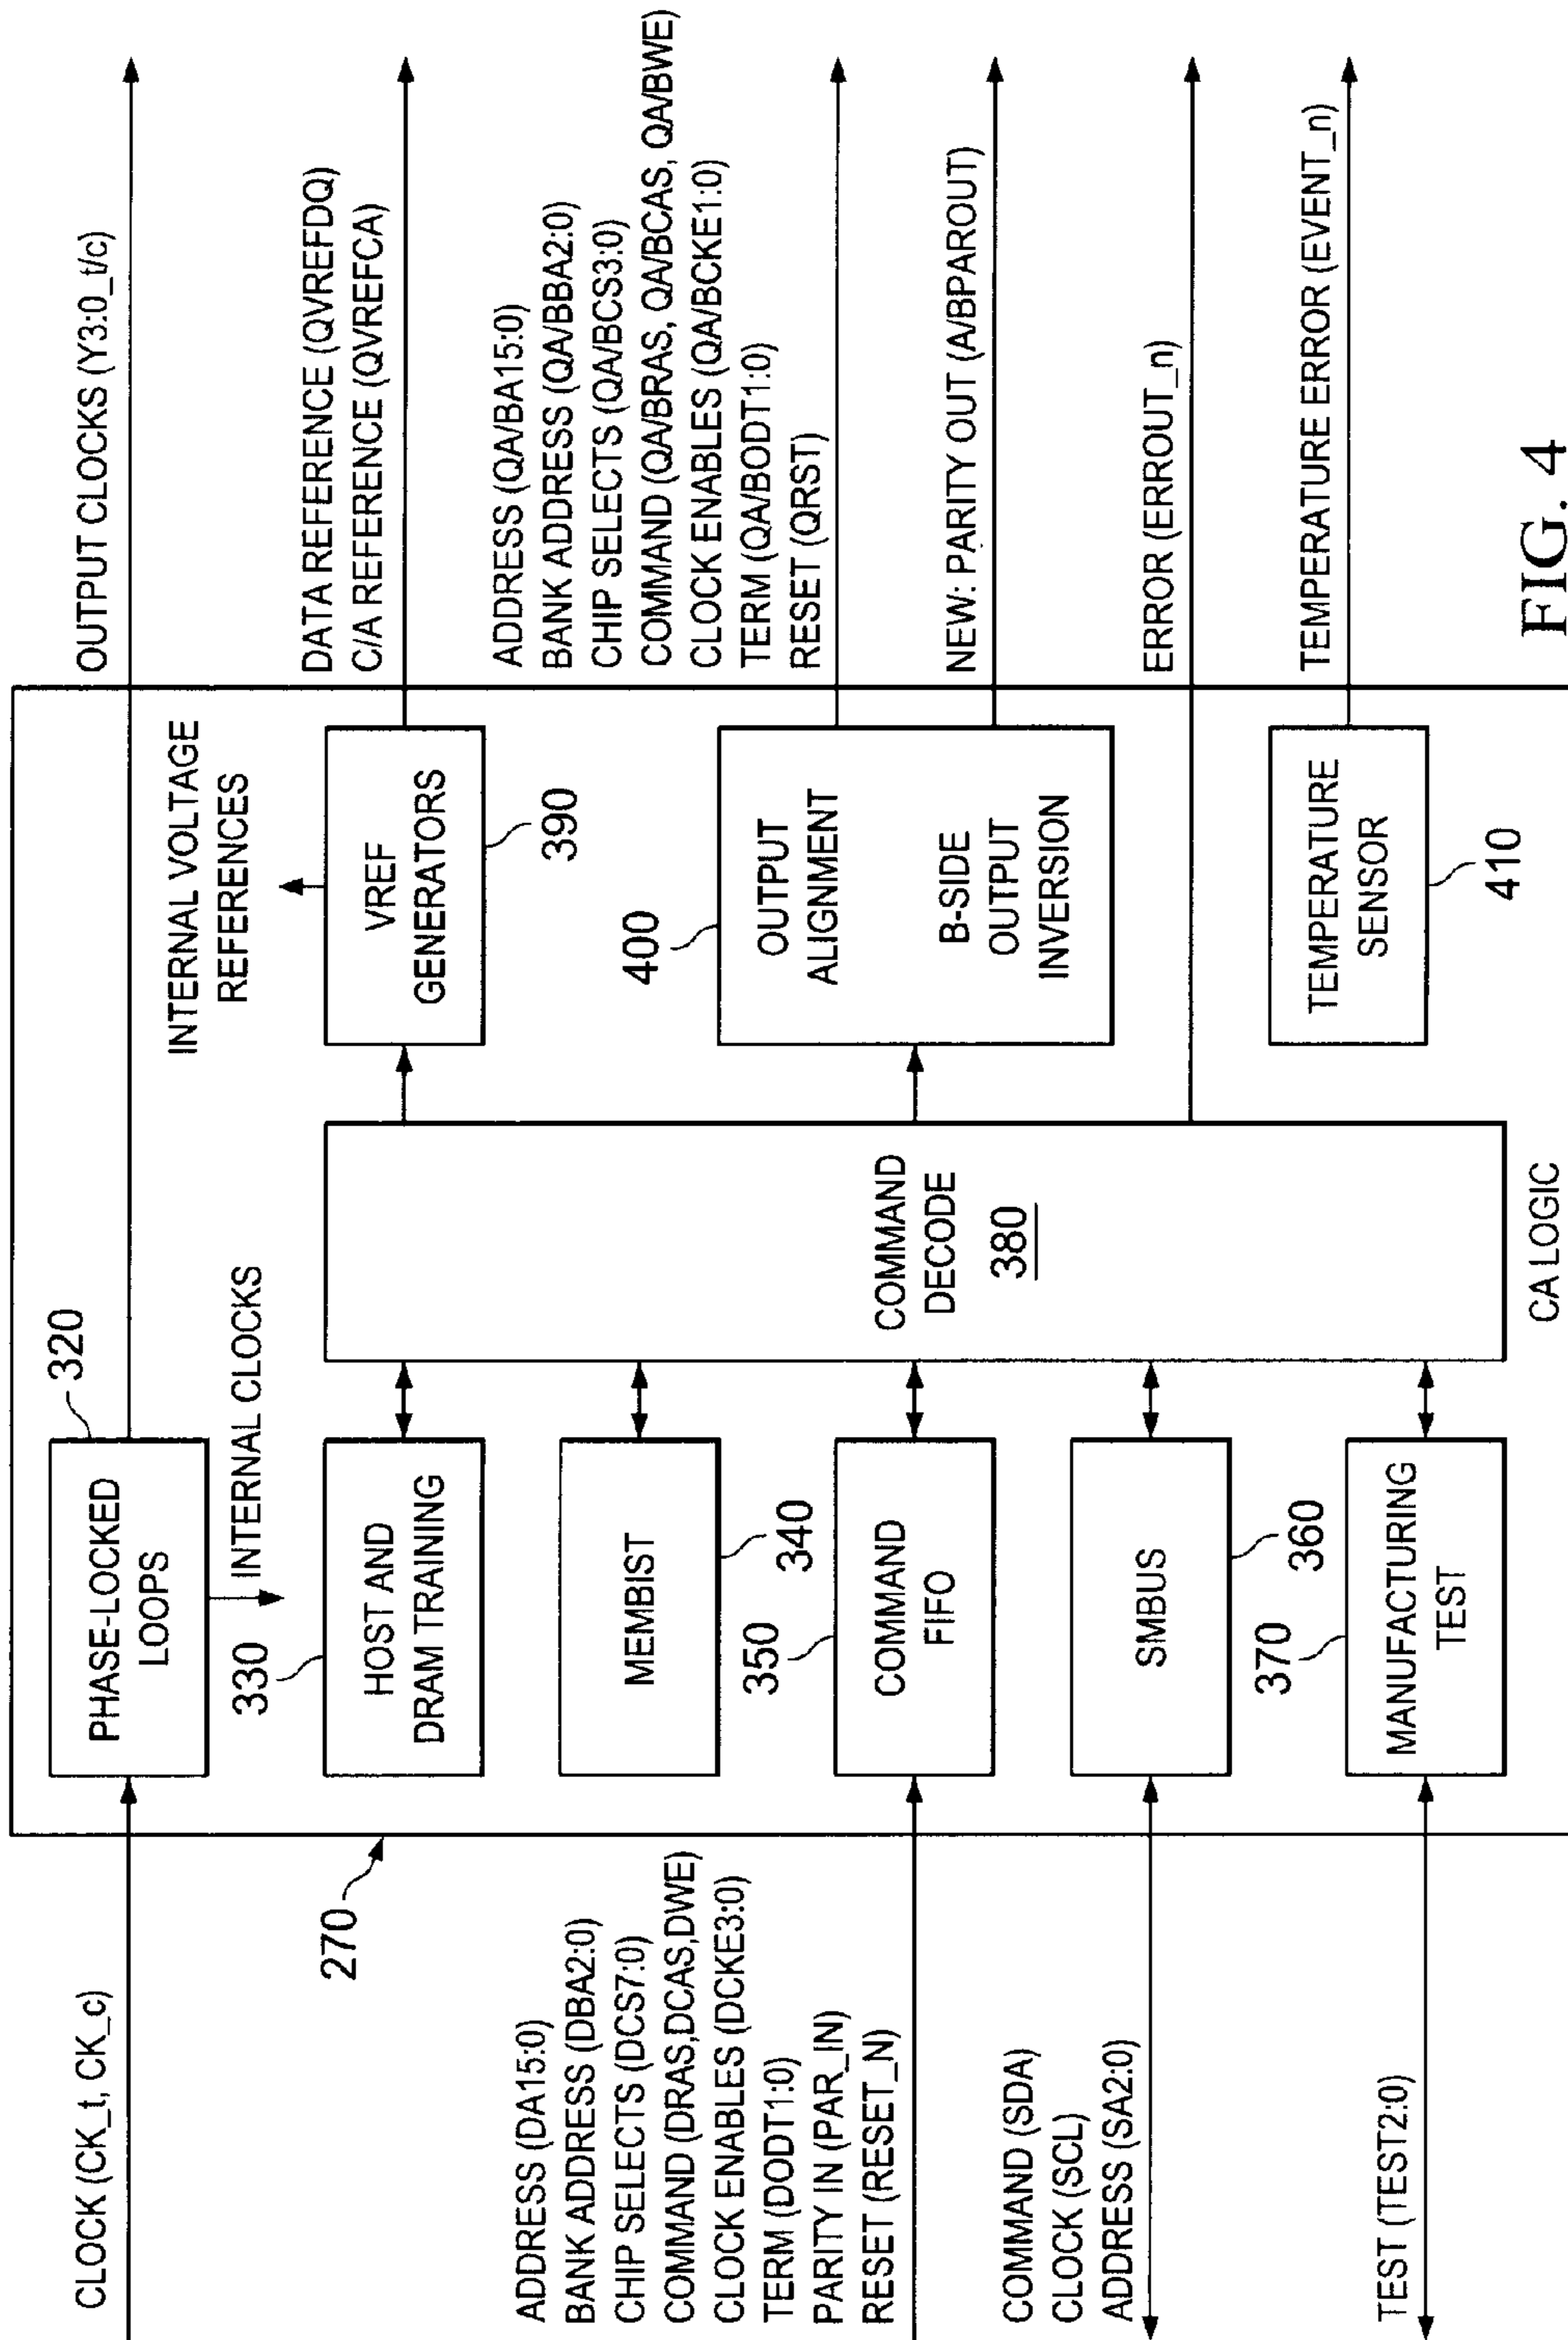 CLOCK (CK_t, CK_c)
270
ADDRESS (DA15:0)
BANK ADDRESS (DBA2:0)
CHIP SELECTS (DCS7:0)
COMMAND (DRAS,DCAS,DWE)
CLOCK ENABLES (DCKE3:0)
TERM (DODT1:0)
PARITY IN (PAR_IN)
RESET (RESET_N)
COMMAND (SDA)
CLOCK (SCL)
ADDRESS (SA2:0)
TEST (TEST2:0)
PHASE-LOCKED
LOOPS
320
INTERNAL CLOCKS
330
HOST AND
DRAM TRAINING
MEMBIST
340
350
COMMAND
FIFO
SMBUS
360
370
MANUFACTURING
TEST
COMMAND
DECODE
380
CA LOGIC
INTERNAL VOLTAGE
REFERENCES
VREF
GENERATORS
390
400
OUTPUT
ALIGNMENT
B-SIDE
OUTPUT
INVERSION
TEMPERATURE
SENSOR
410
OUTPUT CLOCKS (Y3:0_t/c)
DATA REFERENCE (QVREFDQ)
C/A REFERENCE (QVREFCA)
ADDRESS (QA/BA15:0)
BANK ADDRESS (QA/BBA2:0)
CHIP SELECTS (QA/BCS3:0)
COMMAND (QA/BRAS, QA/BCAS, QA/BWE)
CLOCK ENABLES (QA/BCKE1:0)
TERM (QA/BODT1:0)
RESET (QRST)
NEW: PARITY OUT (A/BPAROUT)
ERROR (ERROUT_n)
TEMPERATURE ERROR (EVENT_n)
FIG. 4